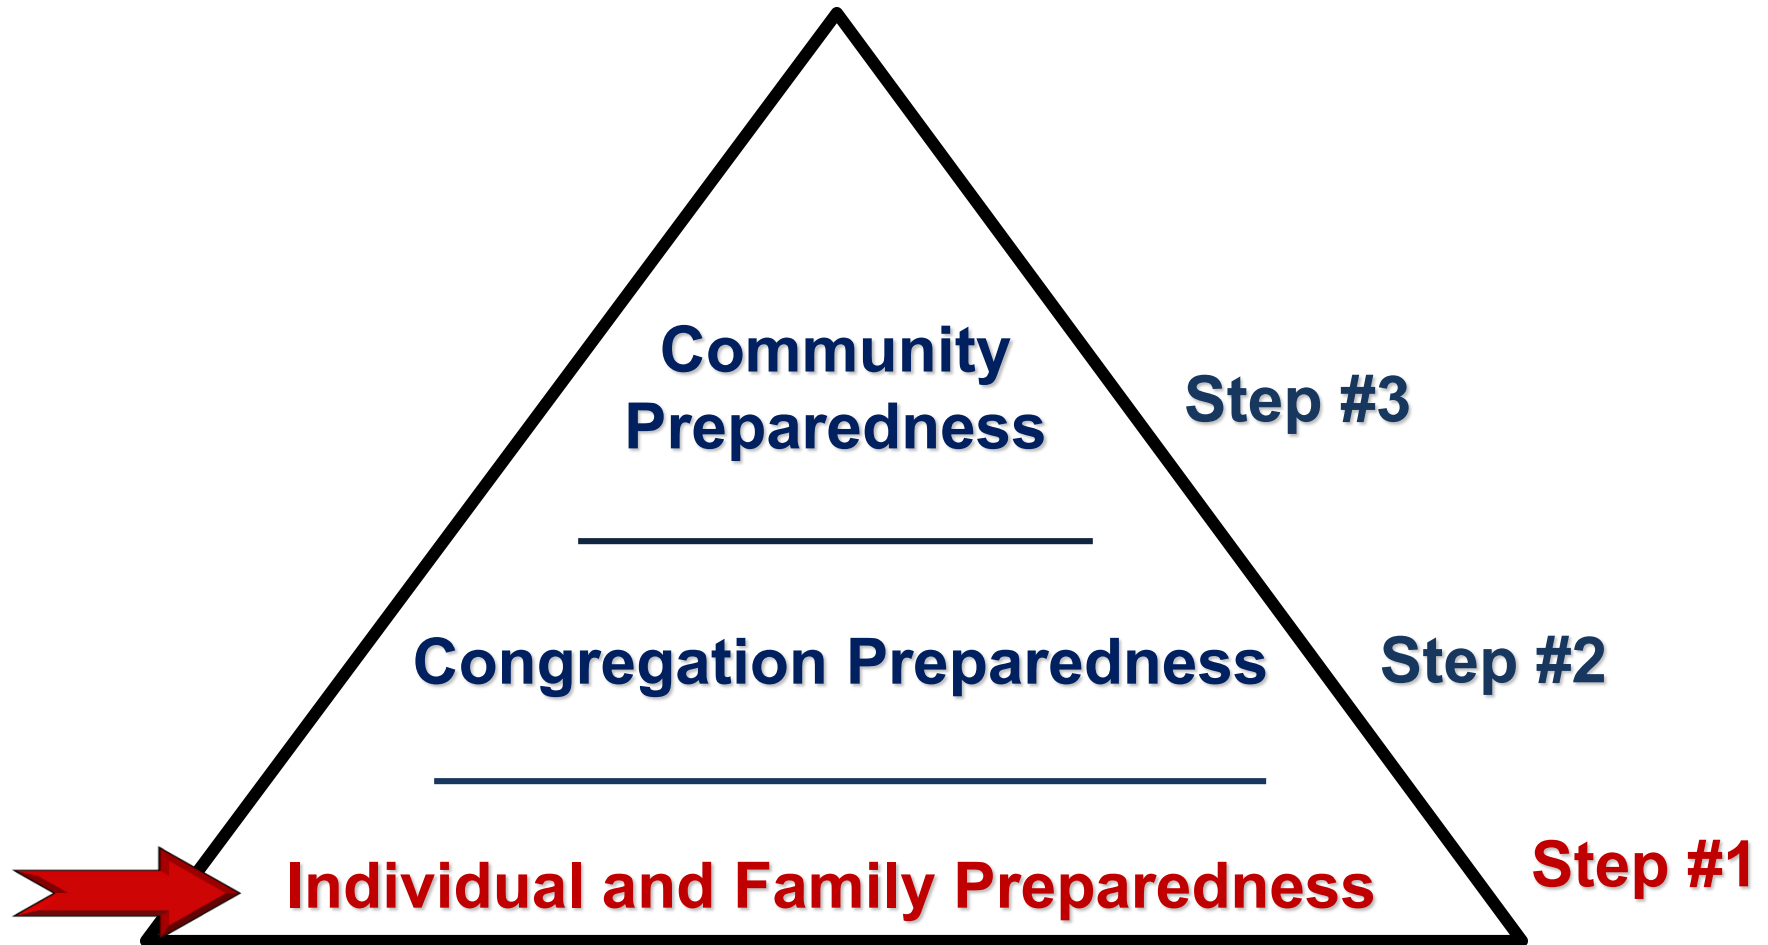 Community
Preparedness
Step #3
Congregation Preparedness
Step #2
Individual and Family Preparedness
Step #1